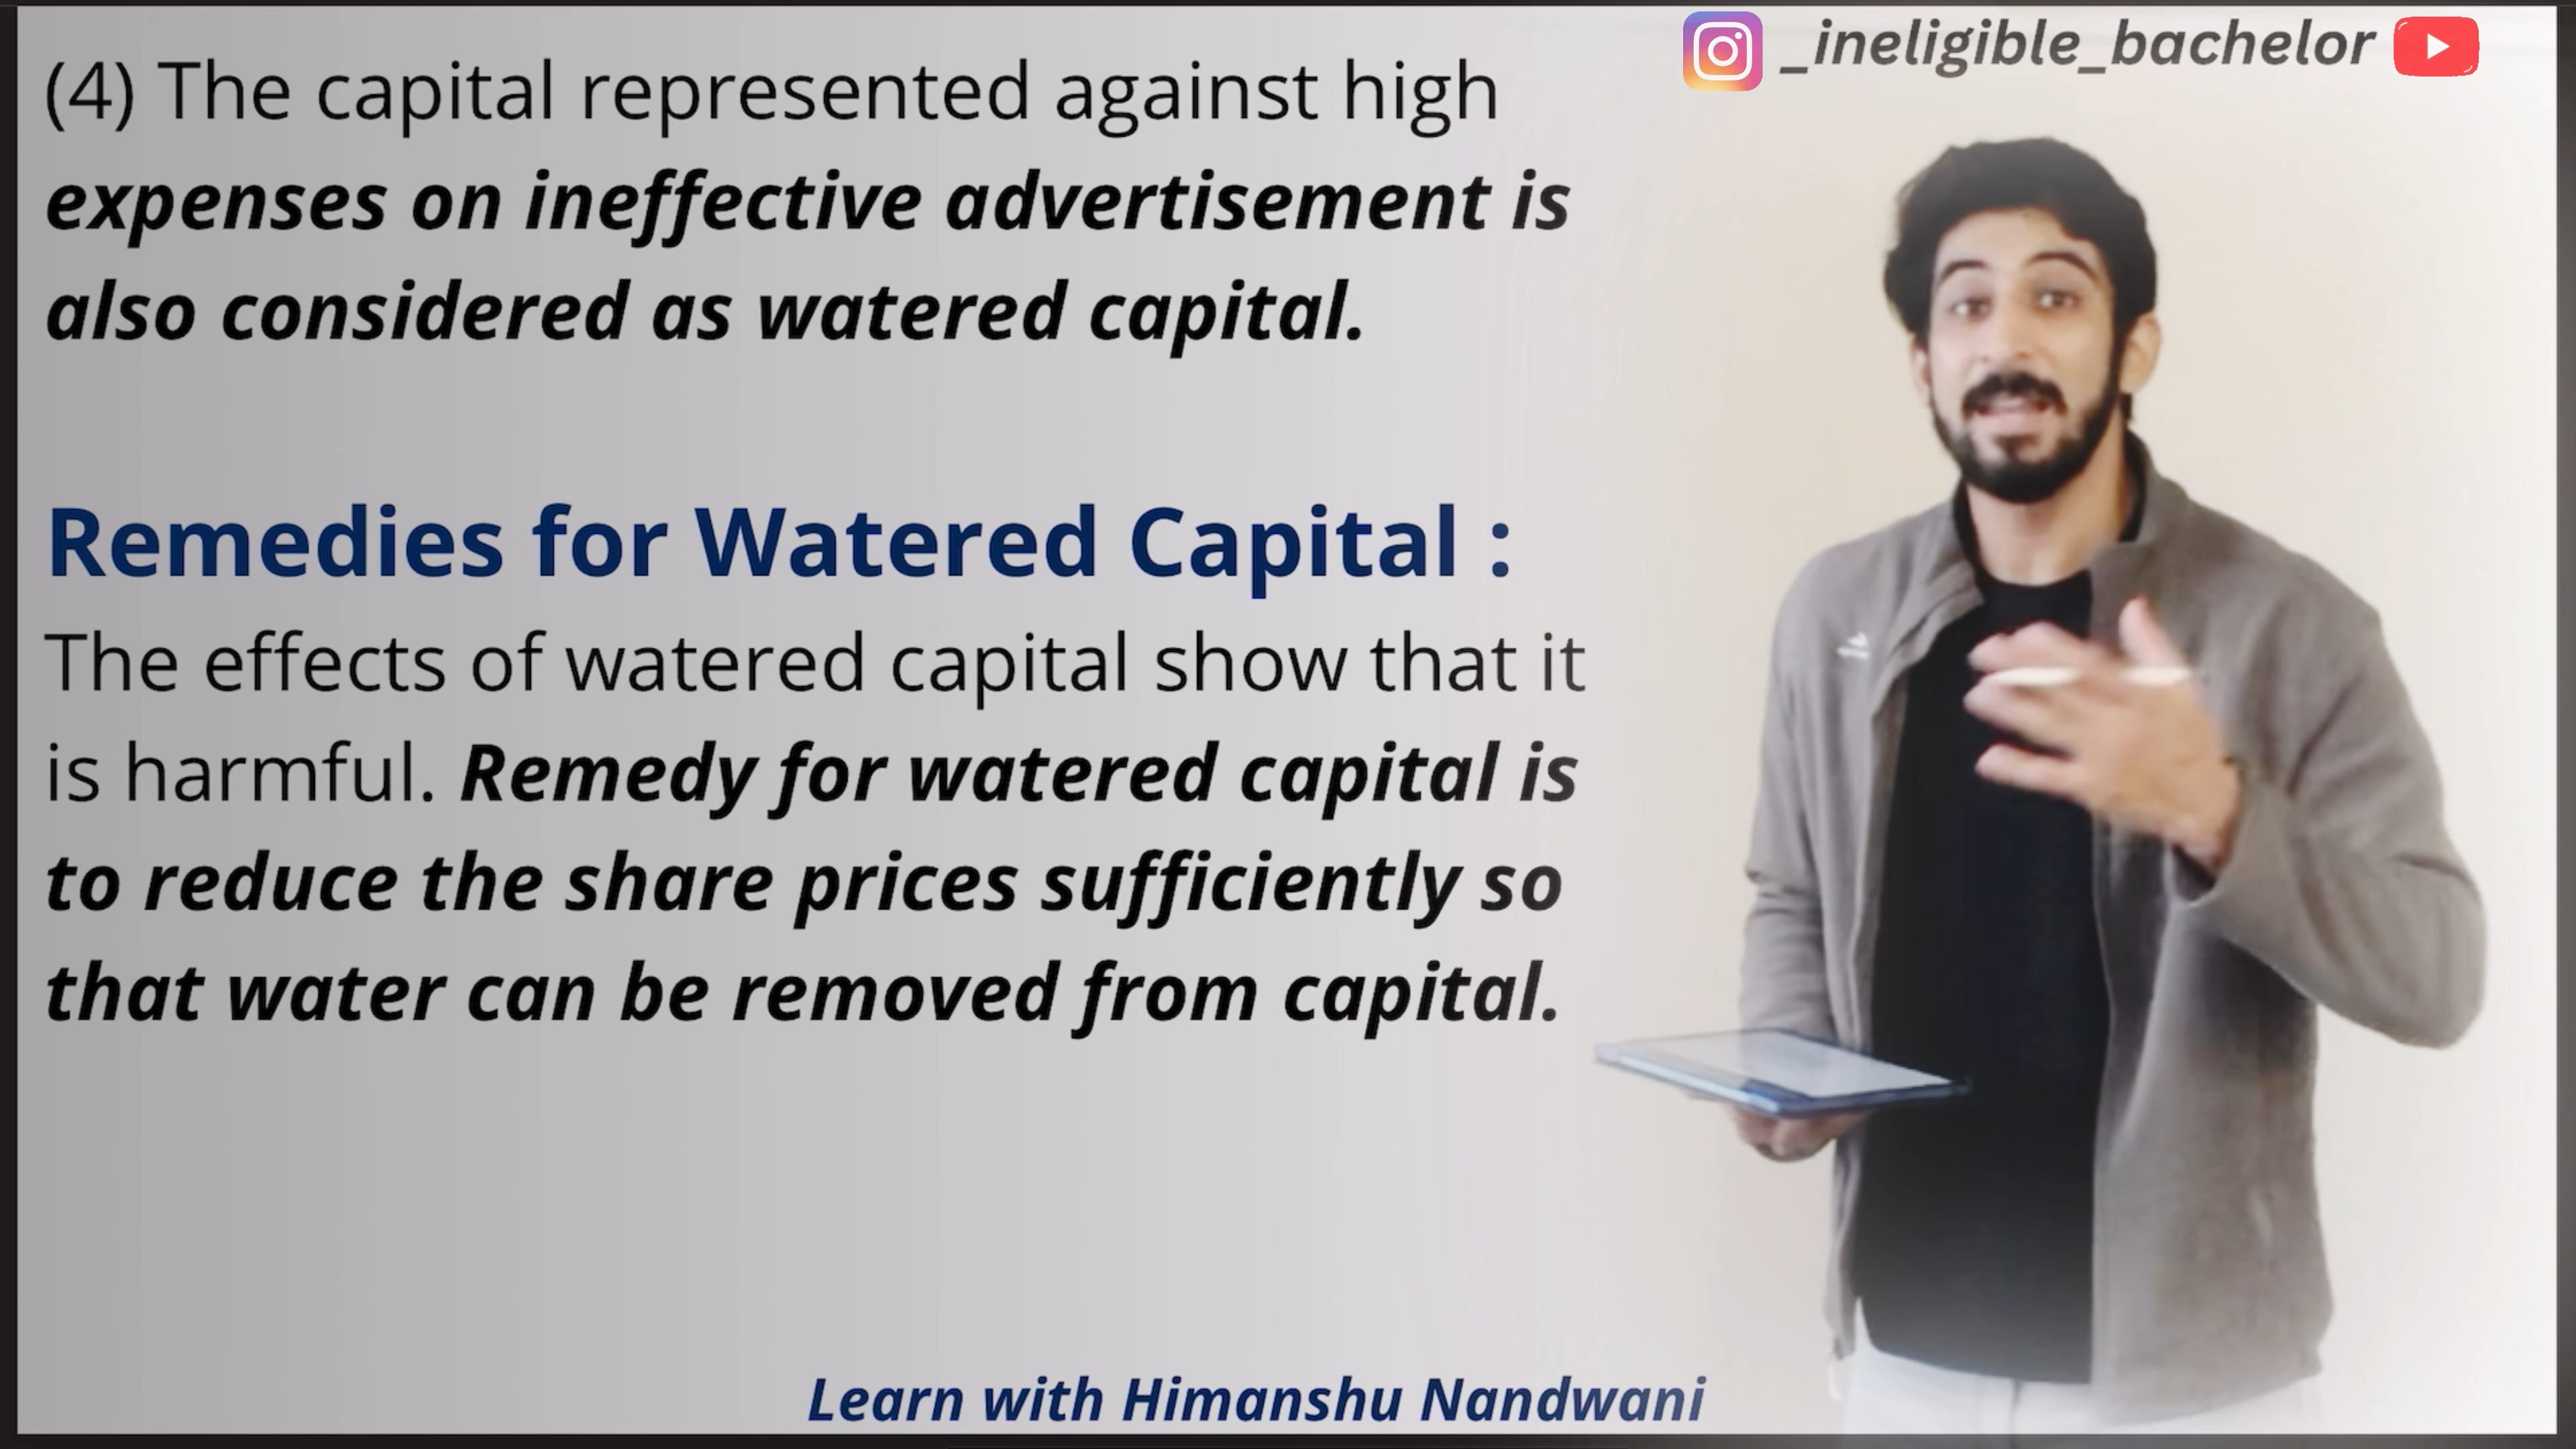 _ineligible_bachelor
(4) The capital represented against high
expenses on ineffective advertisement is
also considered as watered capital.
Remedies for Watered Capital :
The effects of watered capital show that it
is harmful. Remedy for watered capital is
to reduce the share prices sufficiently so
that water can be removed from capital.
Learn with Himanshu Nandwani